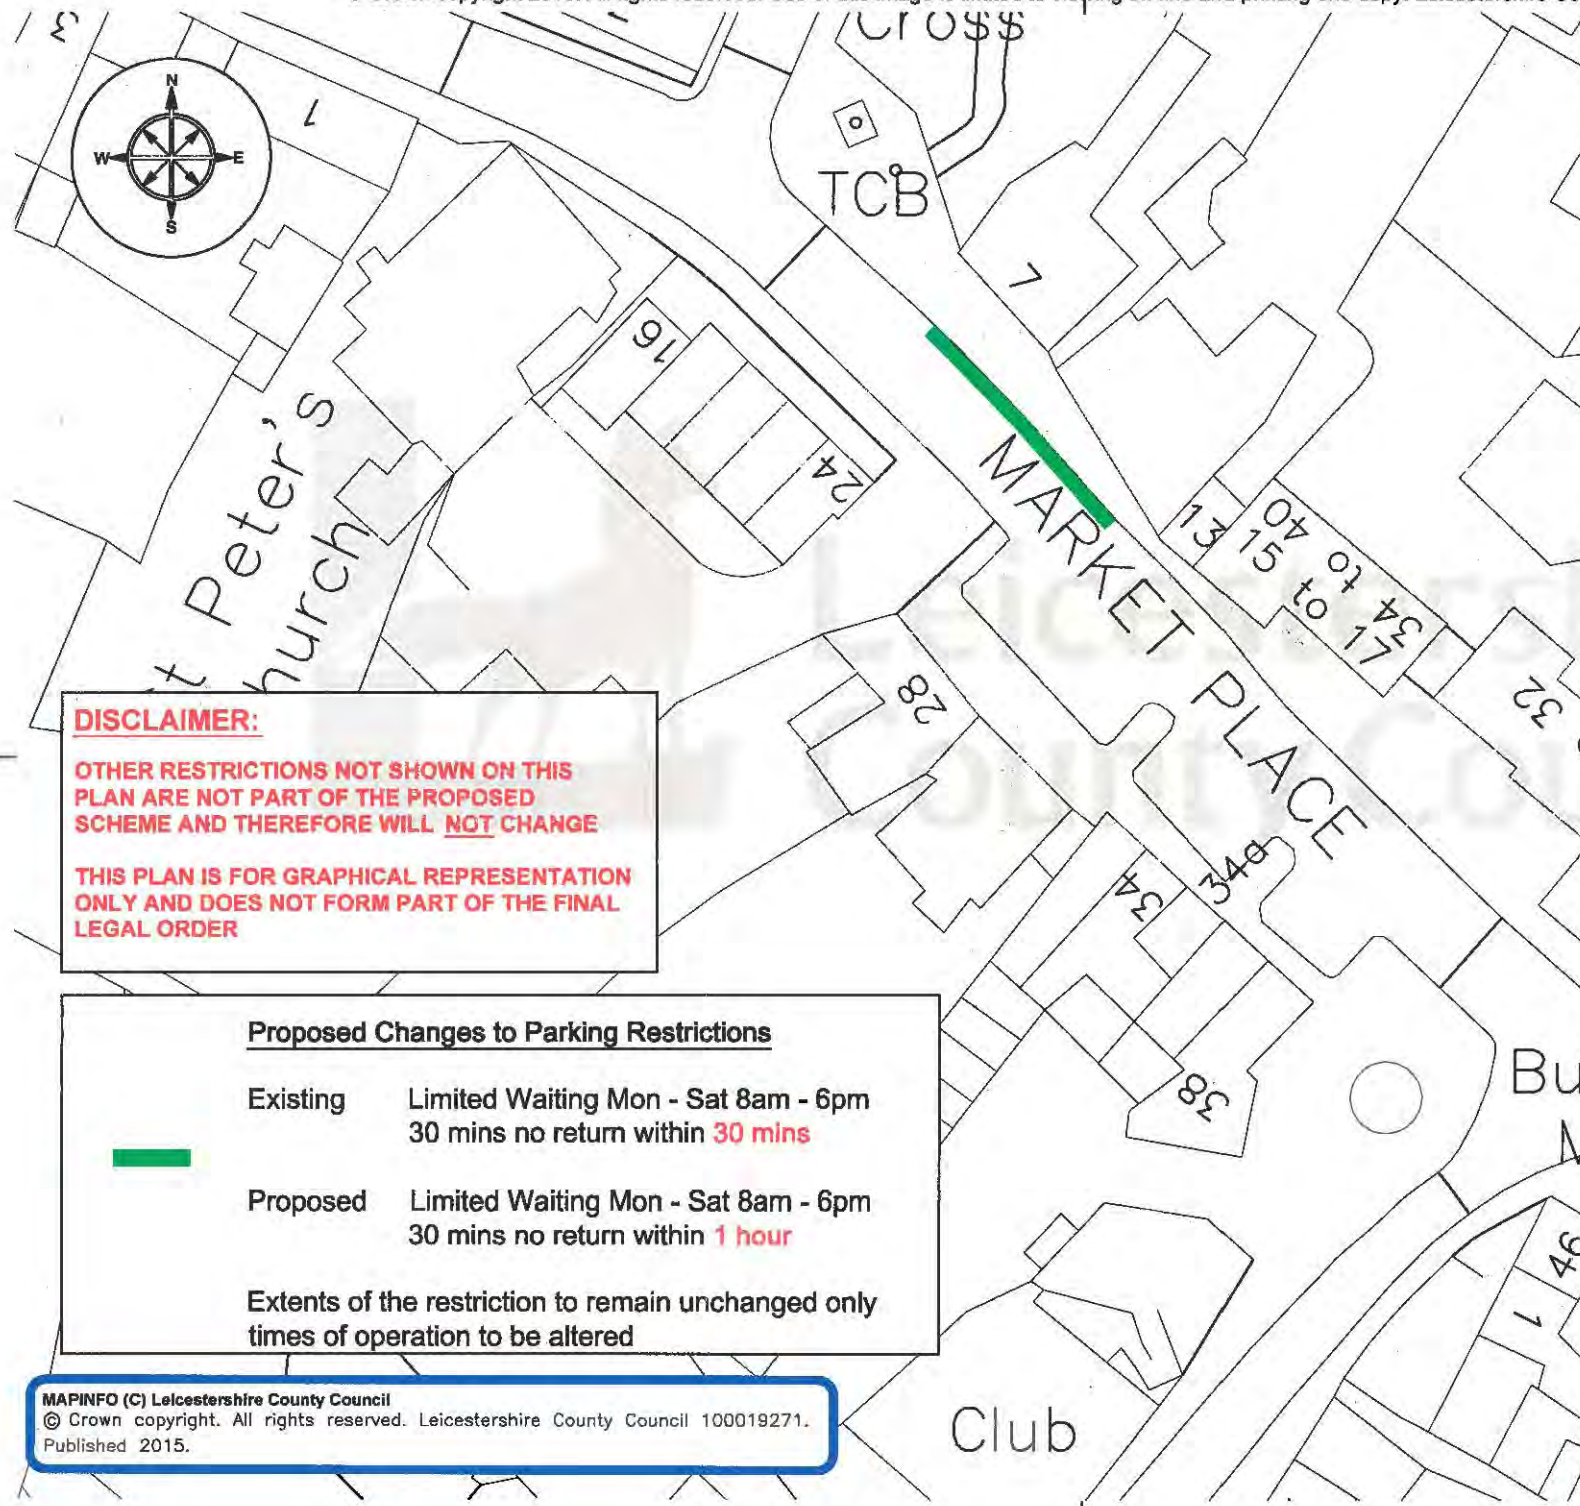 Cross
3
1
N
W
E
S
TCB
7
16
24
MARKET PLACE
13
15 to 17
34 to 40
32
28
34
34a
38
46
1
Club
Peter's
DISCLAIMER:
OTHER RESTRICTIONS NOT SHOWN ON THIS
PLAN ARE NOT PART OF THE PROPOSED
SCHEME AND THEREFORE WILL NOT CHANGE
THIS PLAN IS FOR GRAPHICAL REPRESENTATION
ONLY AND DOES NOT FORM PART OF THE FINAL
LEGAL ORDER
Proposed Changes to Parking Restrictions
Existing Limited Waiting Mon - Sat 8am - 6pm
30 mins no return within 30 mins
Proposed Limited Waiting Mon - Sat 8am - 6pm
30 mins no return within 1 hour
Extents of the restriction to remain unchanged only
times of operation to be altered
MAPINFO (C) Leicestershire County Council
© Crown copyright. All rights reserved. Leicestershire County Council 100019271.
Published 2015.